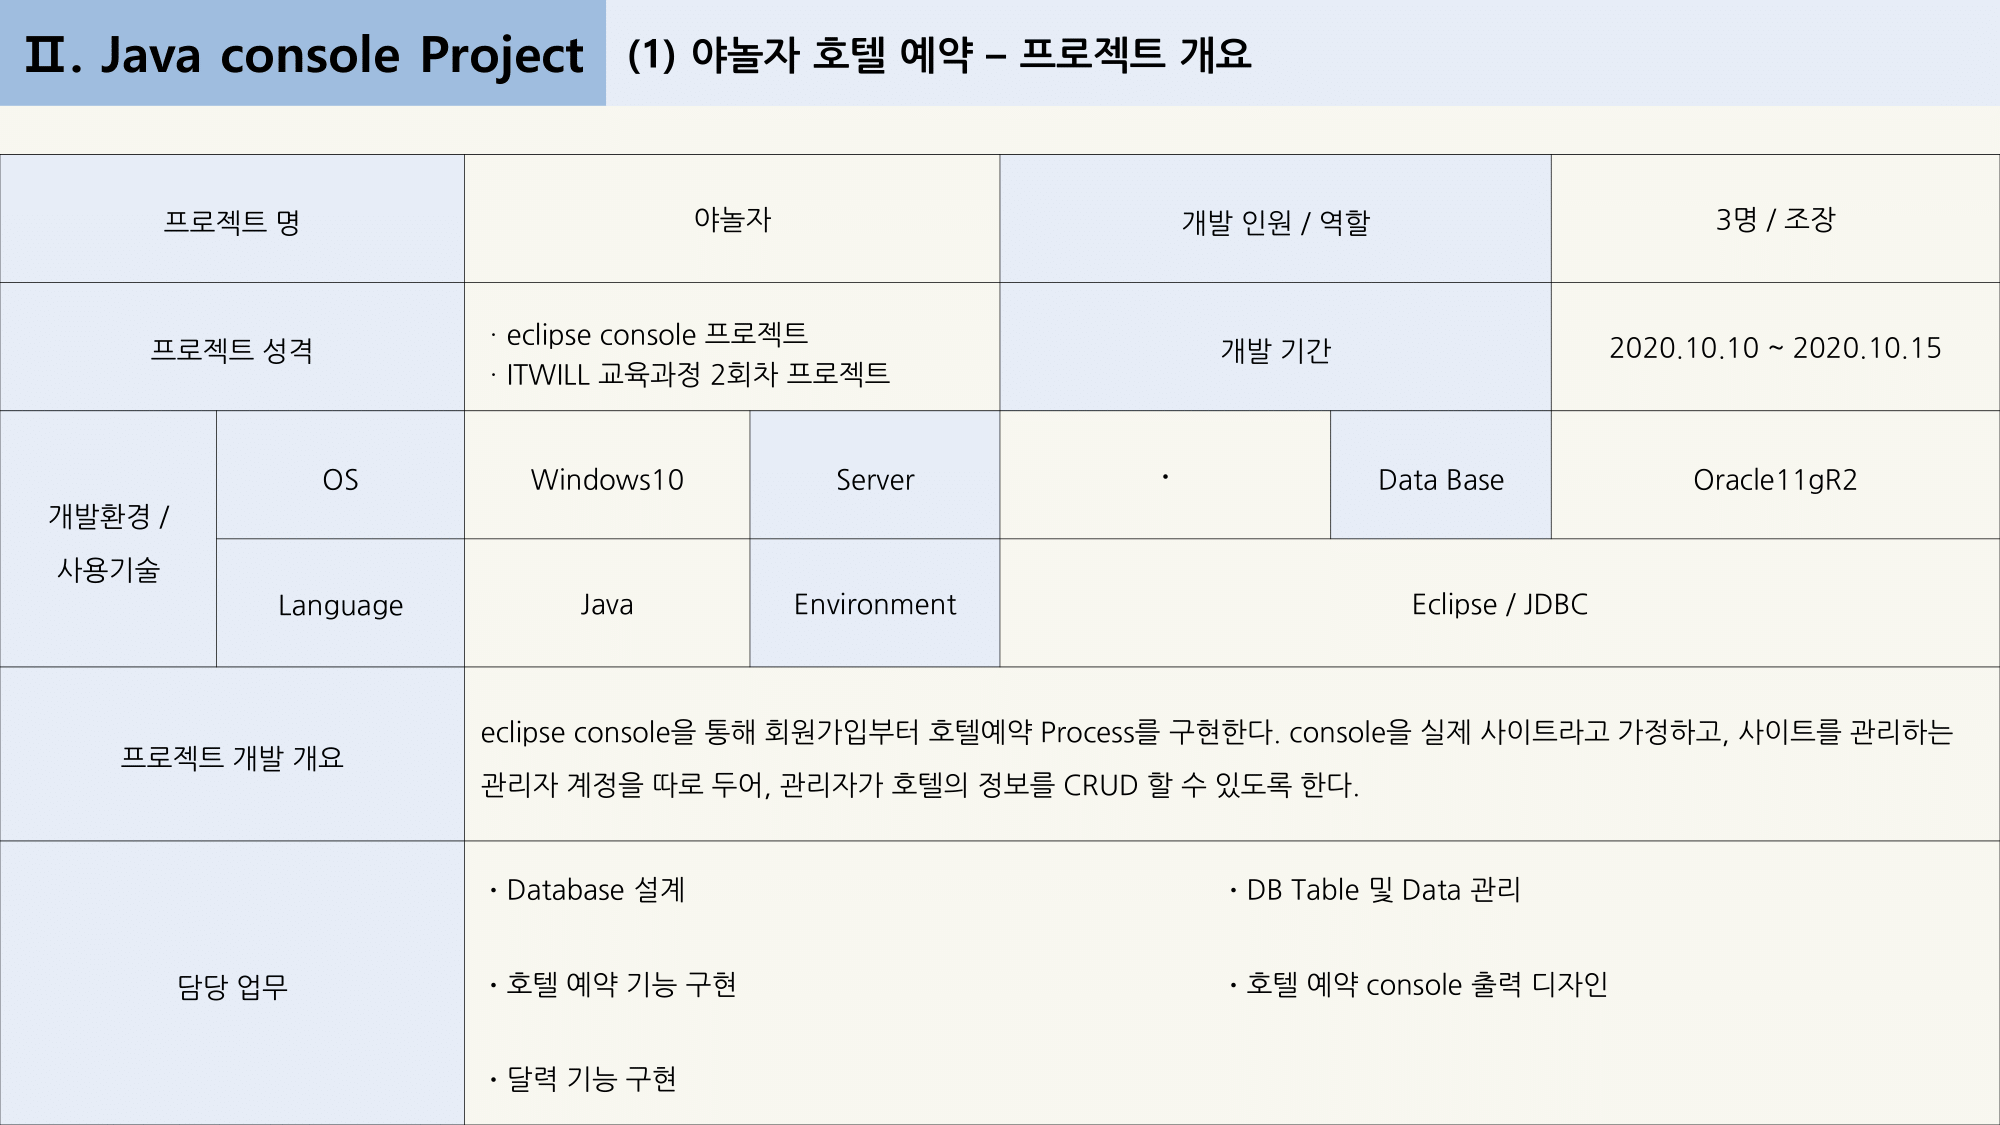 Ⅱ. Java console Project
(1) 야놀자 호텔 예약 – 프로젝트 개요
프로젝트 명
야놀자
개발 인원 / 역할
3명 / 조장
프로젝트 성격
· eclipse console 프로젝트
· ITWILL 교육과정 2회차 프로젝트
개발 기간
2020.10.10 ~ 2020.10.15
개발환경 /
사용기술
OS
Windows10
Server
·
Data Base
Oracle11gR2
Language
Java
Environment
Eclipse / JDBC
프로젝트 개발 개요
eclipse console을 통해 회원가입부터 호텔예약 Process를 구현한다. console을 실제 사이트라고 가정하고, 사이트를 관리하는
관리자 계정을 따로 두어, 관리자가 호텔의 정보를 CRUD 할 수 있도록 한다.
담당 업무
· Database 설계
· DB Table 및 Data 관리
· 호텔 예약 기능 구현
· 호텔 예약 console 출력 디자인
· 달력 기능 구현